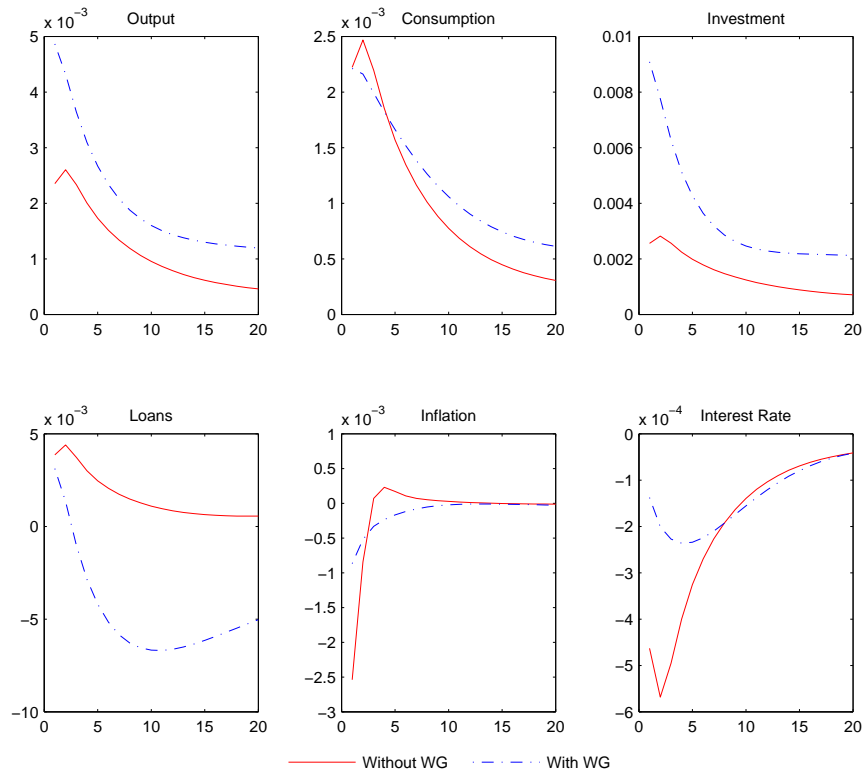 Output
x 10−3
5
4
3
2
1
0
0 5 10 15 20
Consumption
x 10−3
2.5
2
1.5
1
0.5
0
0 5 10 15 20
Investment
0.01
0.008
0.006
0.004
0.002
0
0 5 10 15 20
Loans
x 10−3
5
0
−5
−10
0 5 10 15 20
Inflation
x 10−3
1
0.5
0
−0.5
−1
−1.5
−2
−2.5
−3
0 5 10 15 20
Interest Rate
x 10−4
0
−1
−2
−3
−4
−5
−6
0 5 10 15 20
Without WG With WG